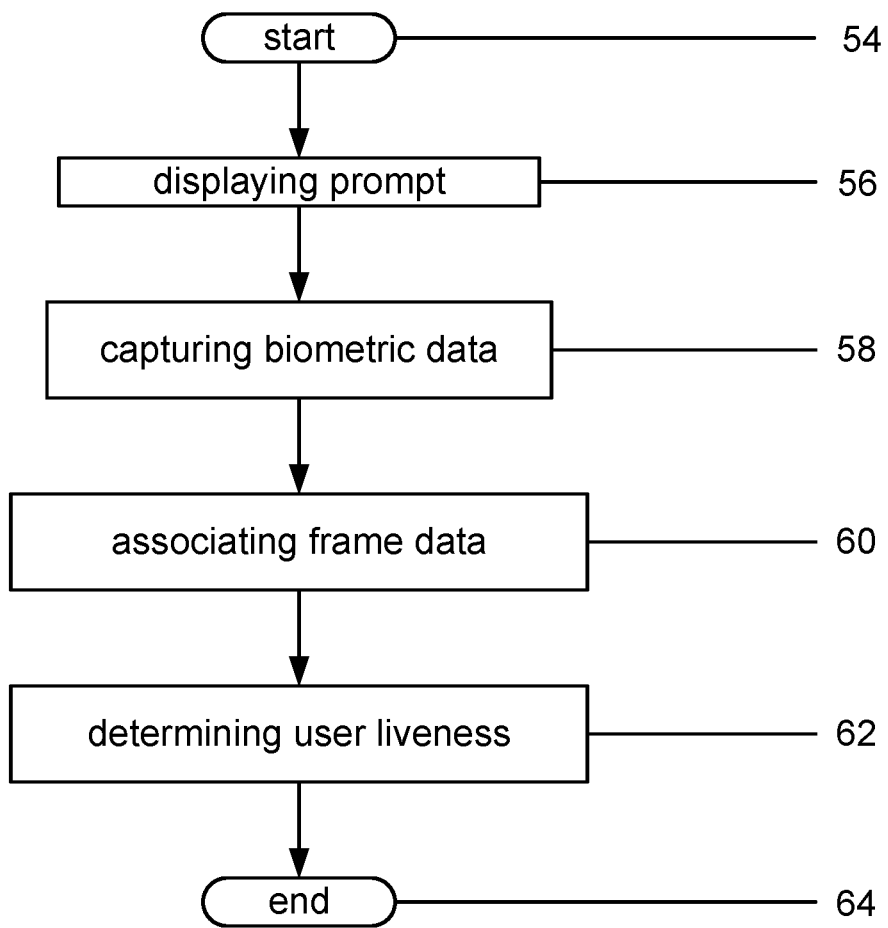 start 54
displaying prompt 56
capturing biometric data 58
associating frame data 60
determining user liveness 62
end 64